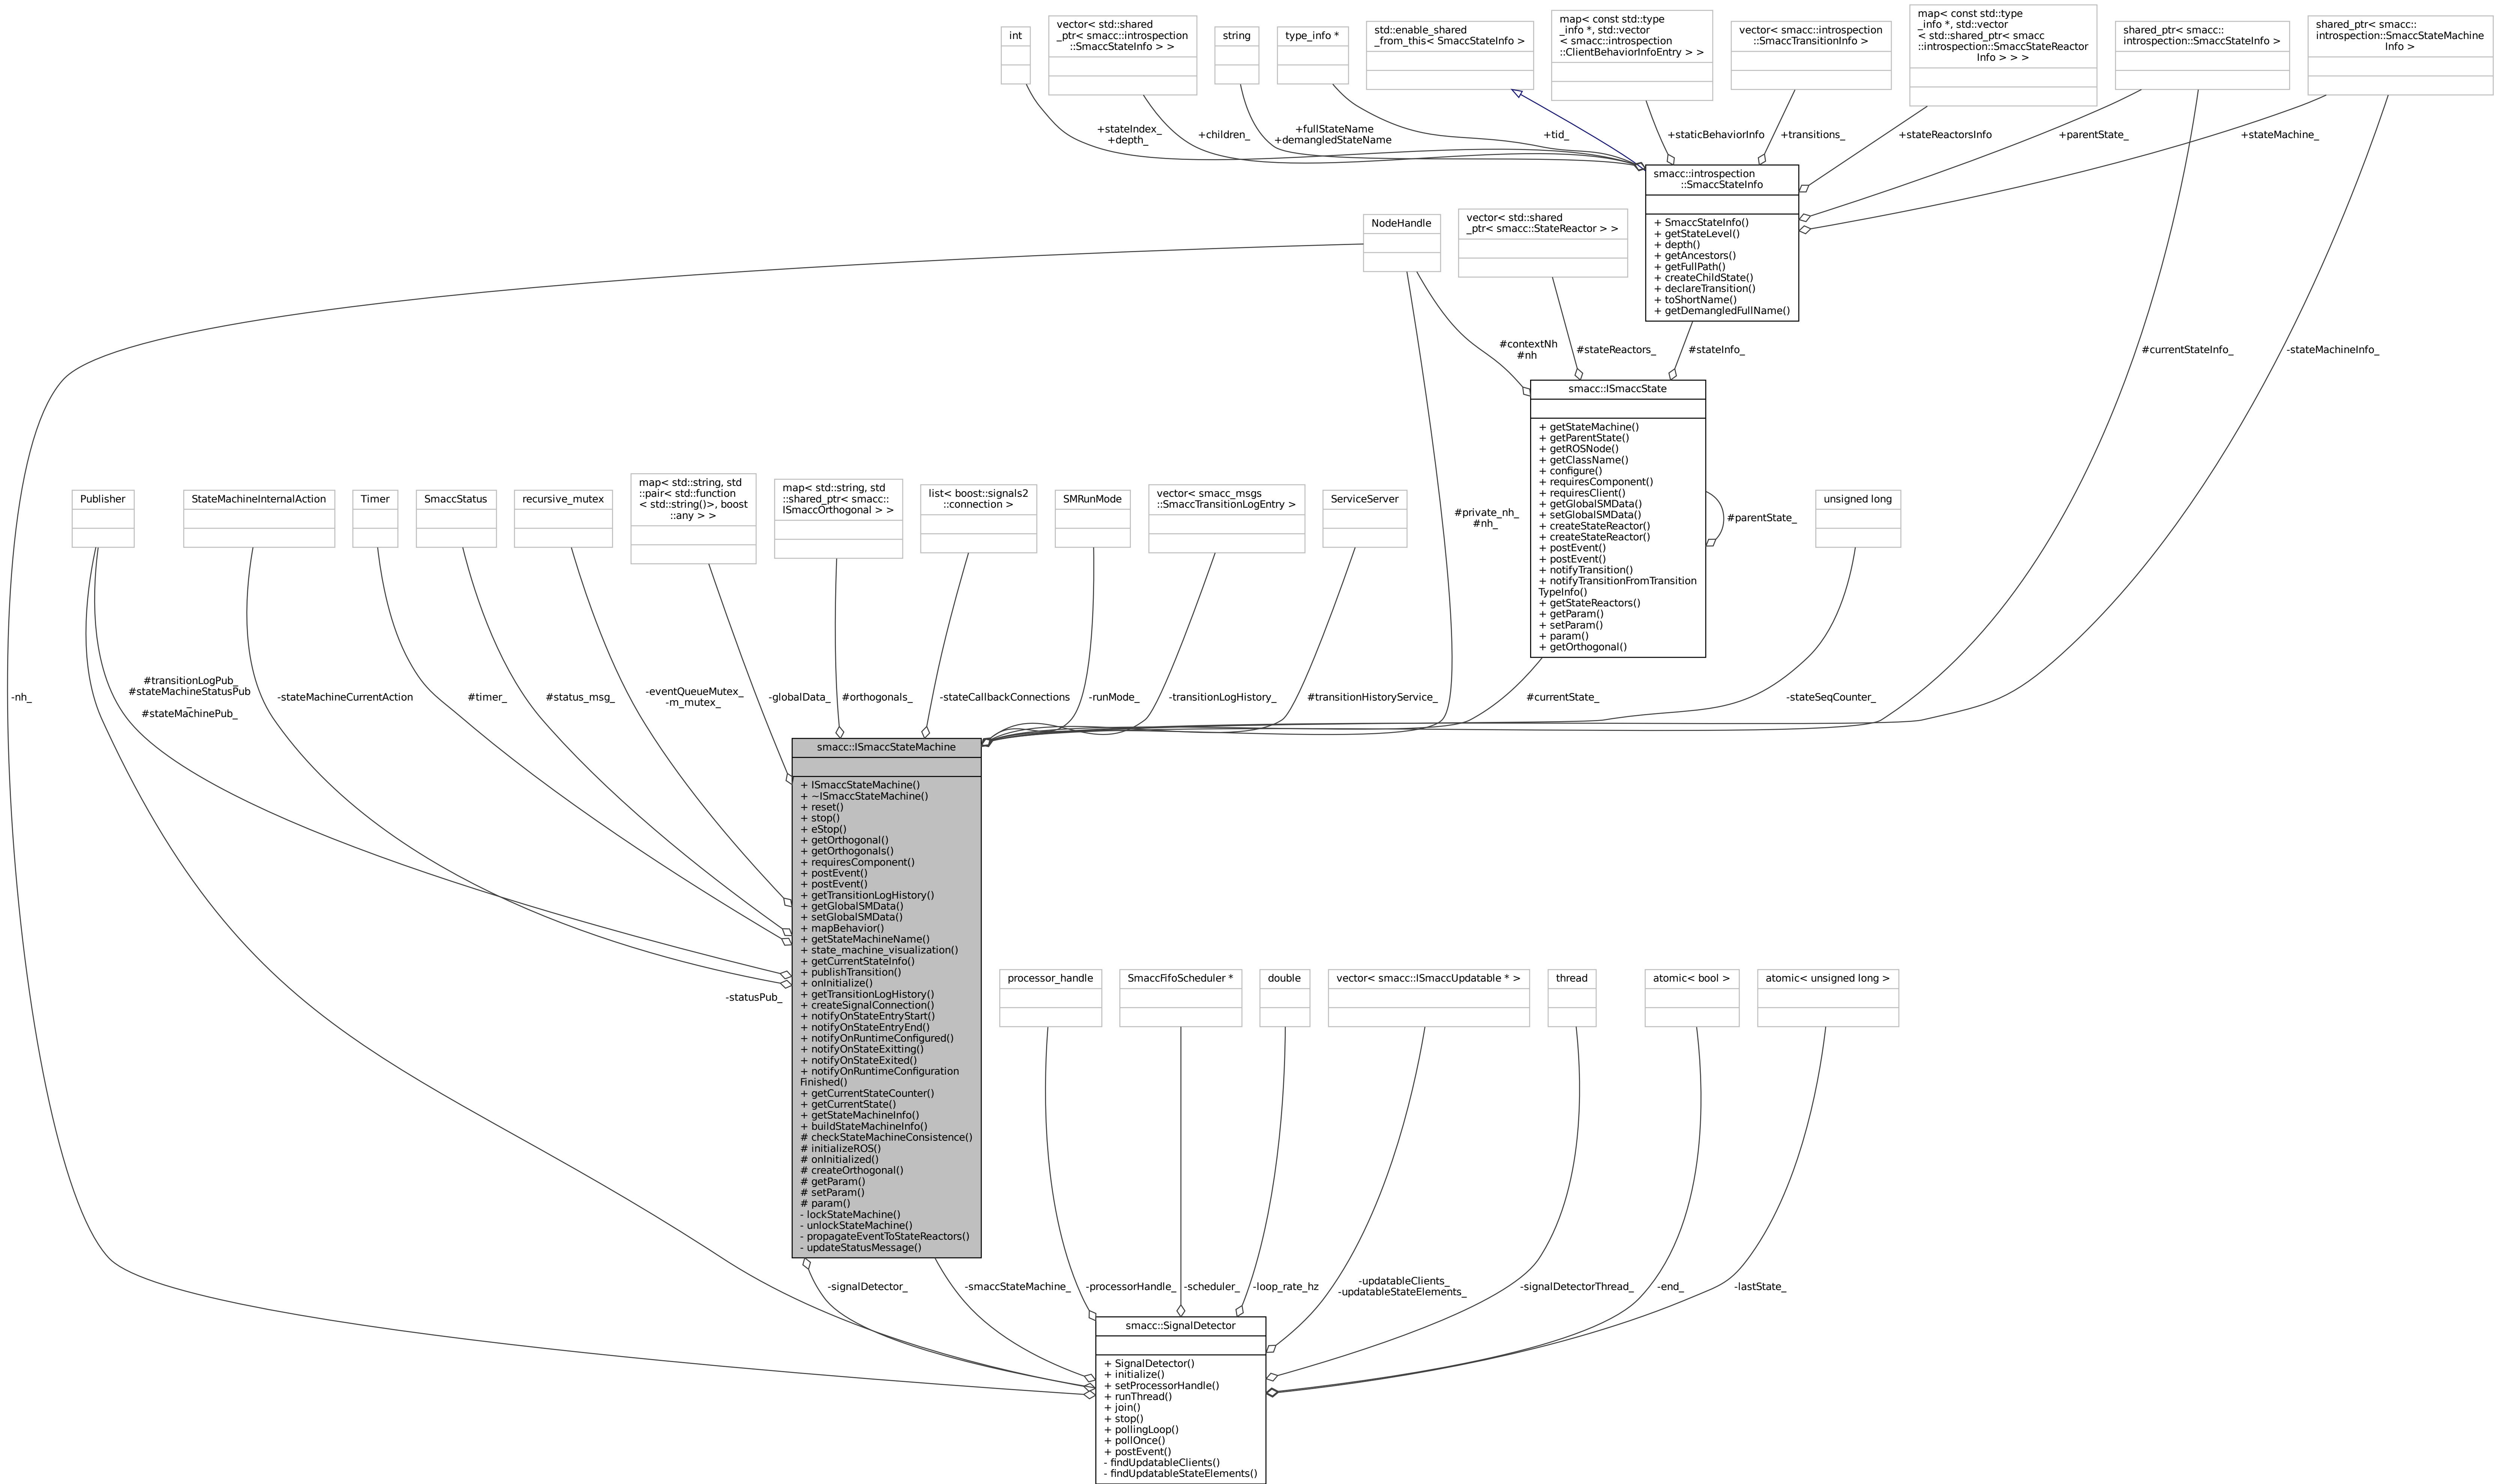 int
vector< std::shared
_ptr< smacc::introspection
::SmaccStateInfo > >
string
type_info *
std::enable_shared
_from_this< SmaccStateInfo >
map< const std::type
_info *, std::vector
< smacc::introspection
::ClientBehaviorInfoEntry > >
vector< smacc::introspection
::SmaccTransitionInfo >
map< const std::type
_info *, std::vector
< std::shared_ptr< smacc
::introspection::SmaccStateReactor
Info > > >
shared_ptr< smacc::
introspection::SmaccStateInfo >
shared_ptr< smacc::
introspection::SmaccStateMachine
Info >
+stateIndex_
+depth_
+children_
+fullStateName
+demangledStateName
+tid_
+staticBehaviorInfo
+transitions_
+stateReactorsInfo
+parentState_
+stateMachine_
smacc::introspection
::SmaccStateInfo
+ SmaccStateInfo()
+ getStateLevel()
+ depth()
+ getAncestors()
+ getFullPath()
+ createChildState()
+ declareTransition()
+ toShortName()
+ getDemangledFullName()
NodeHandle
vector< std::shared
_ptr< smacc::StateReactor > >
#contextNh
#nh
#stateReactors_
#stateInfo_
#currentStateInfo_
-stateMachineInfo_
smacc::ISmaccState
+ getStateMachine()
+ getParentState()
+ getROSNode()
+ getClassName()
+ configure()
+ requiresComponent()
+ requiresClient()
+ getGlobalSMData()
+ setGlobalSMData()
+ createStateReactor()
+ createStateReactor()
+ postEvent()
+ postEvent()
+ notifyTransition()
+ notifyTransitionFromTransition
TypeInfo()
+ getStateReactors()
+ getParam()
+ setParam()
+ param()
+ getOrthogonal()
#parentState_
Publisher
StateMachineInternalAction
Timer
SmaccStatus
recursive_mutex
map< std::string, std
::pair< std::function
< std::string()>, boost
::any > >
map< std::string, std
::shared_ptr< smacc::
ISmaccOrthogonal > >
list< boost::signals2
::connection >
SMRunMode
vector< smacc_msgs
::SmaccTransitionLogEntry >
ServiceServer
#private_nh_
#nh_
unsigned long
-nh_
#transitionLogPub_
#stateMachineStatusPub
_
#stateMachinePub_
-stateMachineCurrentAction
#timer_
#status_msg_
-eventQueueMutex_
-m_mutex_
-globalData_
#orthogonals_
-stateCallbackConnections
-runMode_
-transitionLogHistory_
#transitionHistoryService_
#currentState_
-stateSeqCounter_
smacc::ISmaccStateMachine
+ ISmaccStateMachine()
+ ~ISmaccStateMachine()
+ reset()
+ stop()
+ eStop()
+ getOrthogonal()
+ getOrthogonals()
+ requiresComponent()
+ postEvent()
+ postEvent()
+ getTransitionLogHistory()
+ getGlobalSMData()
+ setGlobalSMData()
+ mapBehavior()
+ getStateMachineName()
+ state_machine_visualization()
+ getCurrentStateInfo()
+ publishTransition()
+ onInitialize()
+ getTransitionLogHistory()
+ createSignalConnection()
+ notifyOnStateEntryStart()
+ notifyOnStateEntryEnd()
+ notifyOnRuntimeConfigured()
+ notifyOnStateExitting()
+ notifyOnStateExited()
+ notifyOnRuntimeConfiguration
Finished()
+ getCurrentStateCounter()
+ getCurrentState()
+ getStateMachineInfo()
+ buildStateMachineInfo()
# checkStateMachineConsistence()
# initializeROS()
# onInitialized()
# createOrthogonal()
# getParam()
# setParam()
# param()
- lockStateMachine()
- unlockStateMachine()
- propagateEventToStateReactors()
- updateStatusMessage()
-statusPub_
processor_handle
SmaccFifoScheduler *
double
vector< smacc::ISmaccUpdatable * >
thread
atomic< bool >
atomic< unsigned long >
-signalDetector_
-smaccStateMachine_
-processorHandle_
-scheduler_
-loop_rate_hz
-updatableClients_
-updatableStateElements_
-signalDetectorThread_
-end_
-lastState_
smacc::SignalDetector
+ SignalDetector()
+ initialize()
+ setProcessorHandle()
+ runThread()
+ join()
+ stop()
+ pollingLoop()
+ pollOnce()
+ postEvent()
- findUpdatableClients()
- findUpdatableStateElements()